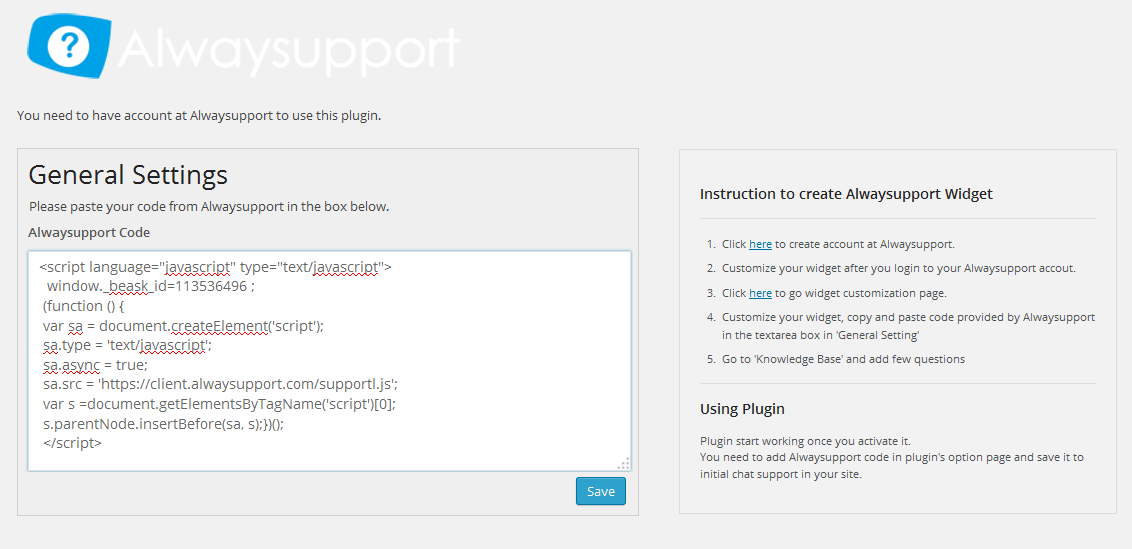 ?
Alwaysupport
You need to have account at Alwaysupport to use this plugin.
General Settings
Please paste your code from Alwaysupport in the box below.
Alwaysupport Code
<script language="javascript" type="text/javascript">
window._beask_id=113536496 ;
(function () {
var sa = document.createElement('script');
sa.type = 'text/javascript';
sa.async = true;
sa.src = 'https://client.alwaysupport.com/supportl.js';
var s =document.getElementsByTagName('script')[0];
s.parentNode.insertBefore(sa, s);})();
</script>
Save
Instruction to create Alwaysupport Widget
1. Click here to create account at Alwaysupport.
2. Customize your widget after you login to your Alwaysupport accout.
3. Click here to go widget customization page.
4. Customize your widget, copy and paste code provided by Alwaysupport
in the textarea box in 'General Setting'
5. Go to 'Knowledge Base' and add few questions
Using Plugin
Plugin start working once you activate it.
You need to add Alwaysupport code in plugin's option page and save it to
initial chat support in your site.